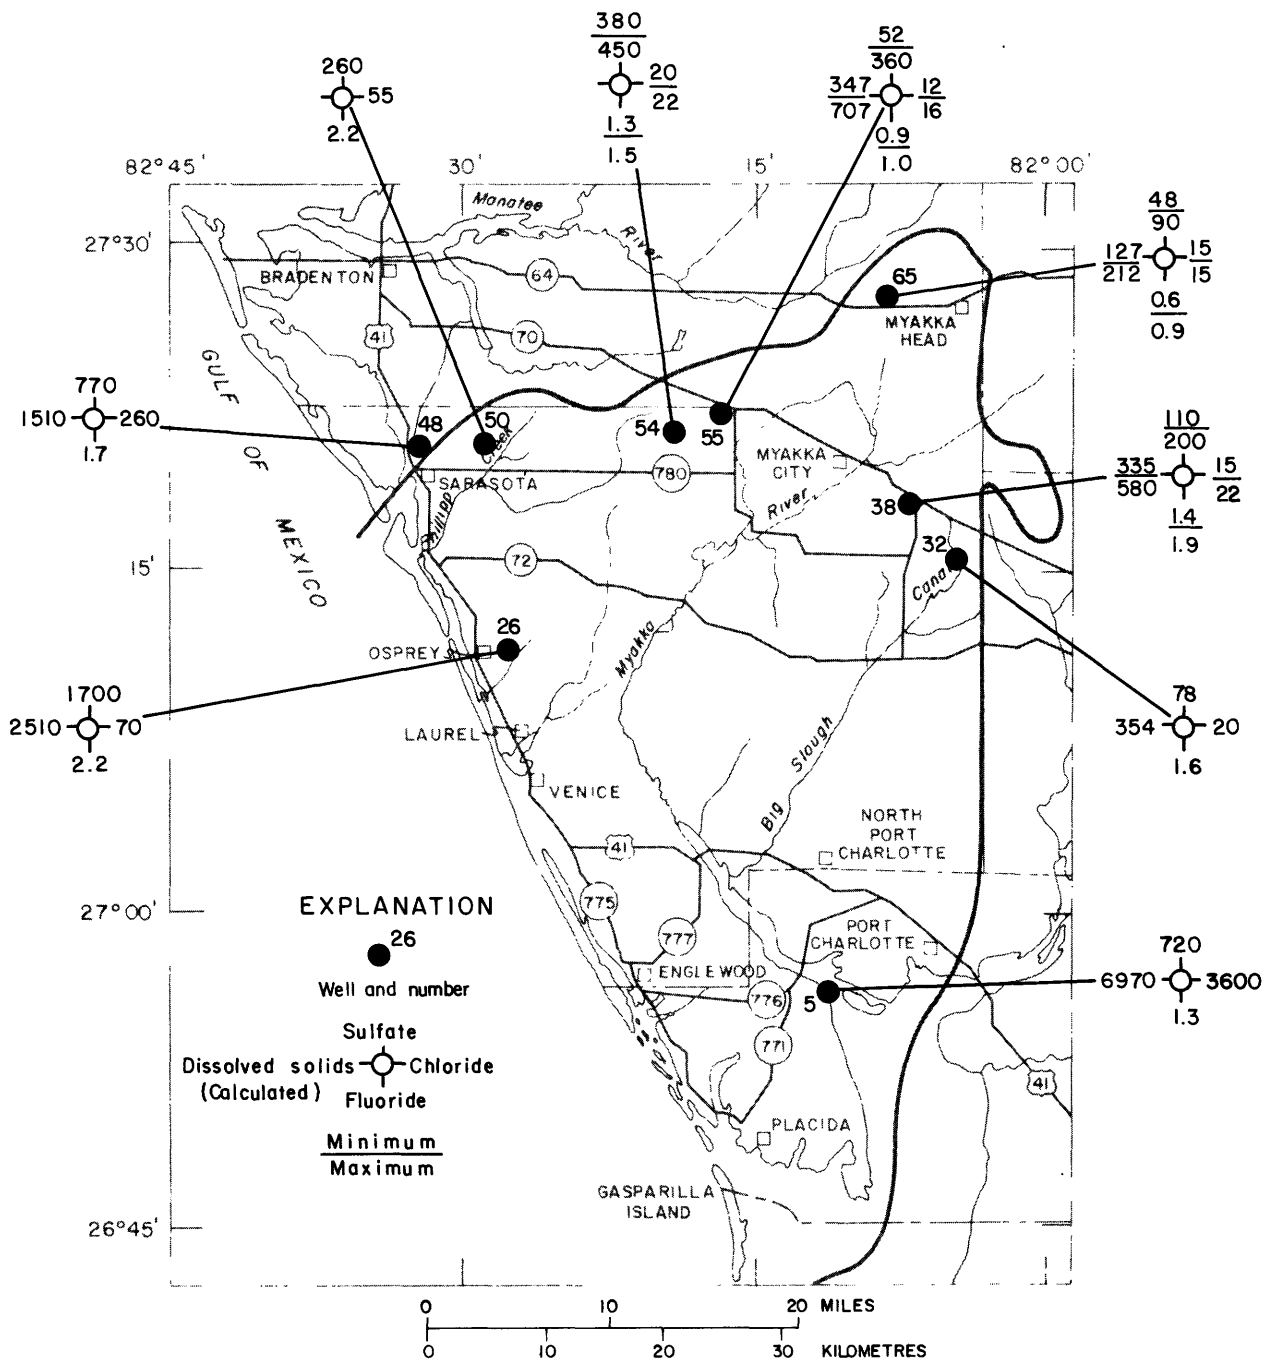 380
450
20
22
1.3
1.5
52
360
347
707
12
16
0.9
1.0
260
55
2.2
82°45'
30'
15'
82°00'
Manatee
River
27°30'
BRADENTON
64
48
90
127
212
15
15
0.6
0.9
65
MYAKKA
HEAD
41
70
GULF
OF
MEXICO
770
1510
260
1.7
48
50
Creek
54
55
110
200
335
580
15
22
1.4
1.9
MYAKKA
CITY
780
SARASOTA
River
38
Phillippi
32
Canal
15'
72
26
OSPREY
Myakka
1700
2510
70
2.2
78
354
20
1.6
LAUREL
Big Slough
VENICE
NORTH
PORT
CHARLOTTE
41
27°00'
775
777
PORT
CHARLOTTE
ENGLEWOOD
776
5
720
6970
3600
1.3
771
41
PLACIDA
GASPARILLA
ISLAND
26°45'
EXPLANATION
26
Well and number
Sulfate
Dissolved solids
(Calculated)
Chloride
Fluoride
Minimum
Maximum
0 10 20 MILES
0 10 20 30 KILOMETRES